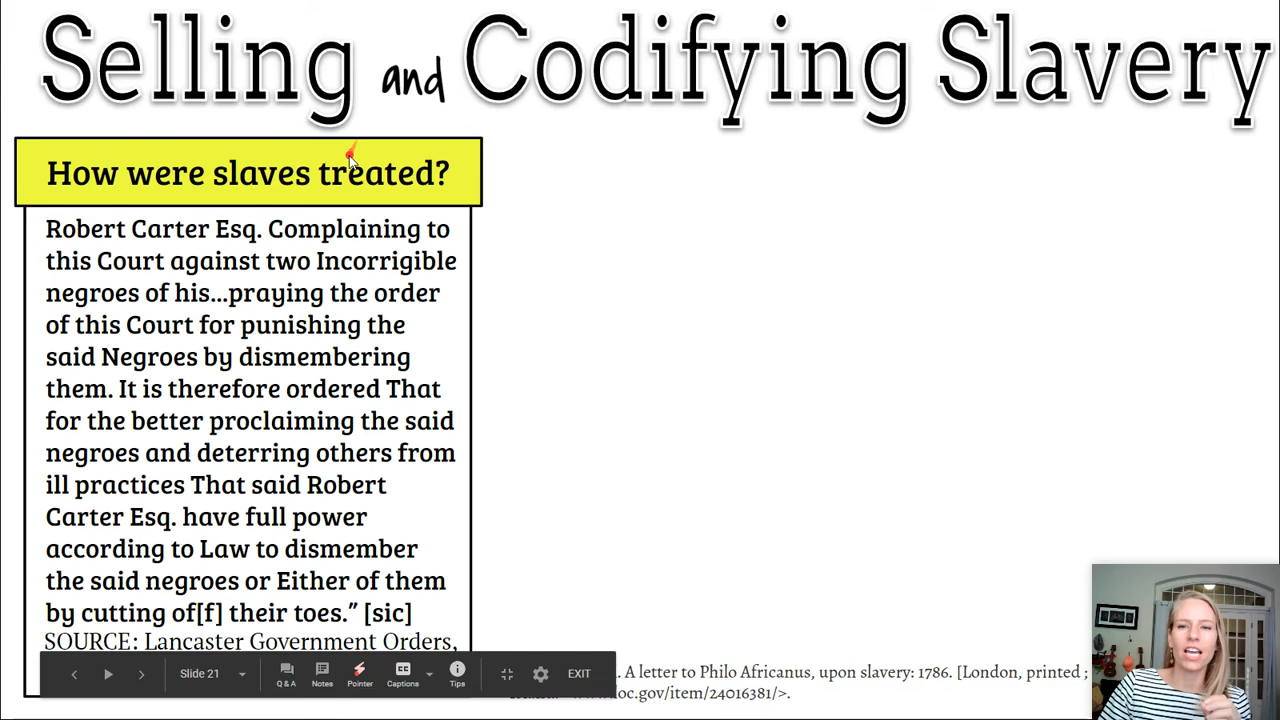 Selling and Codifying Slavery
How were slaves treated?
Robert Carter Esq. Complaining to
this Court against two Incorrigible
negroes of his...praying the order
of this Court for punishing the
said Negroes by dismembering
them. It is therefore ordered That
for the better proclaiming the said
negroes and deterring others from
ill practices That said Robert
Carter Esq. have full power
according to Law to dismember
the said negroes or Either of them
by cutting of[f] their toes.” [sic]
SOURCE: Lancaster Government Orders,
Slide 21
Q & A
Notes
Pointer
Captions
Tips
EXIT
. A letter to Philo Africanus, upon slavery: 1786. [London, printed ;
oc.gov/item/24016381/>.